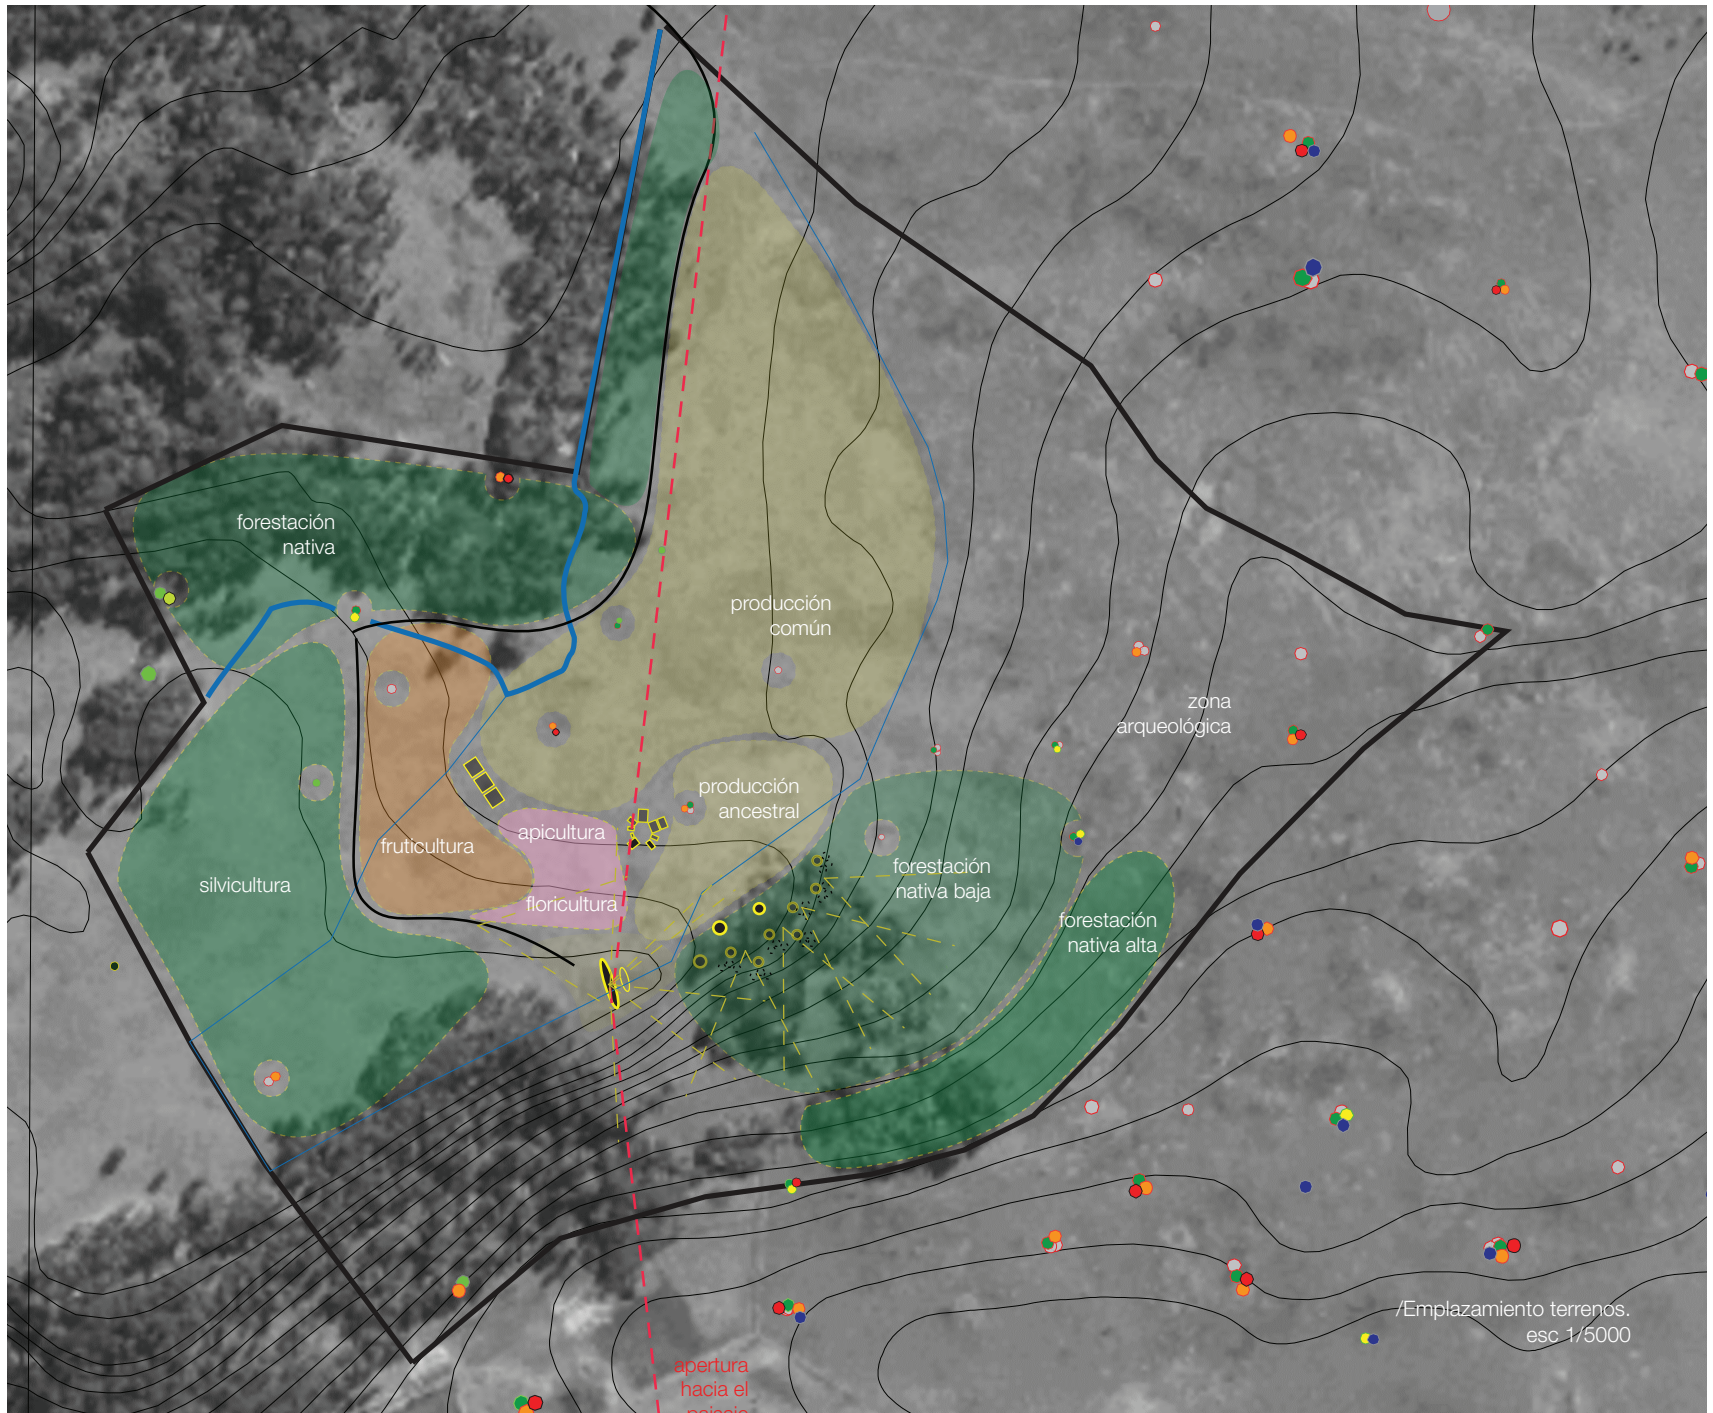 forestación
nativa
producción
común
zona
arqueológica
producción
ancestral
apicultura
fruticultura
forestación
nativa baja
silvicultura
floricultura
forestación
nativa alta
/Emplazamiento terrenos.
esc 1/5000
apertura
hacia el
paisaje